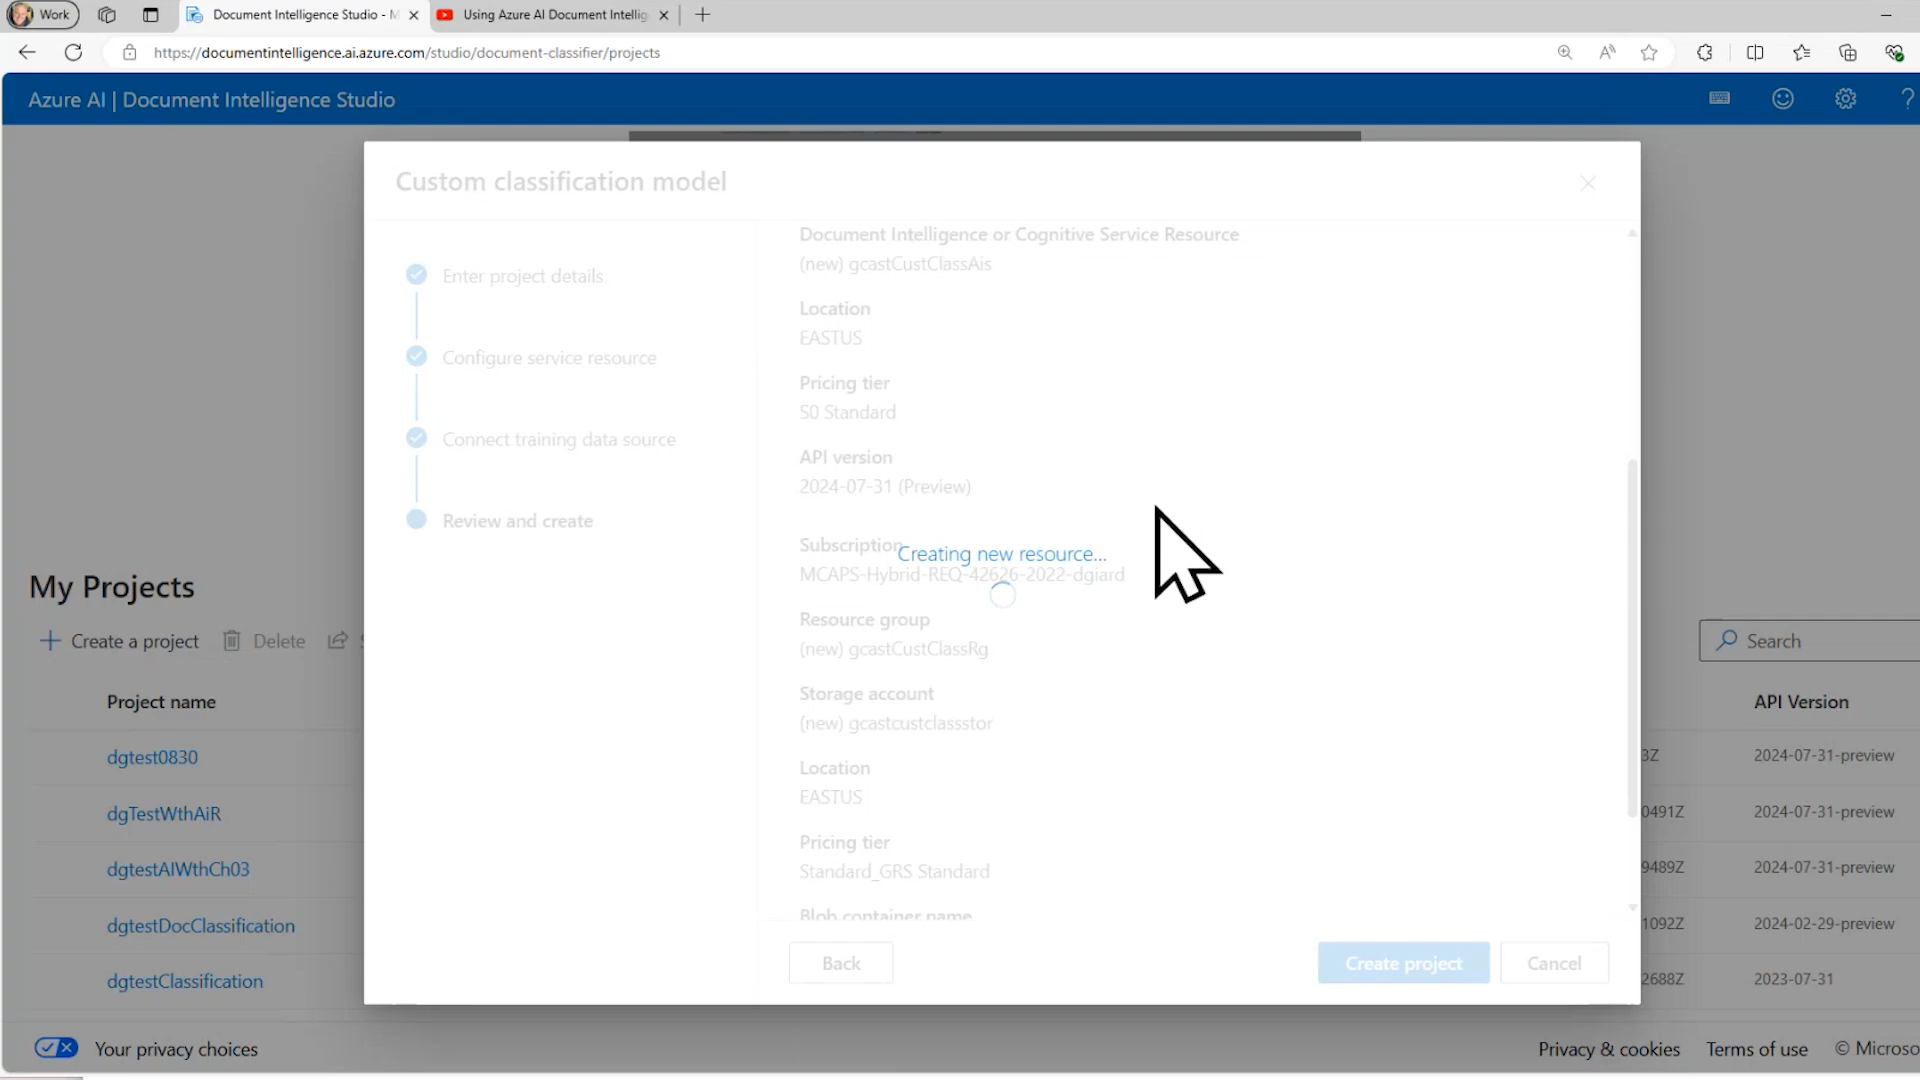 Work
Document Intelligence Studio - M
Using Azure AI Document Intellig
https://documentintelligence.ai.azure.com/studio/document-classifier/projects
Azure AI | Document Intelligence Studio
Custom classification model
Enter project details
Configure service resource
Connect training data source
Review and create
Document Intelligence or Cognitive Service Resource
(new) gcastCustClassAis
Location
EASTUS
Pricing tier
S0 Standard
API version
2024-07-31 (Preview)
Subscription
Creating new resource...
MCAPS-Hybrid-REQ-42626-2022-dgiard
Resource group
(new) gcastCustClassRg
Storage account
(new) gcastcustclassstor
Location
EASTUS
Pricing tier
Standard_GRS Standard
Blob container name
Back
Create project
Cancel
My Projects
Create a project
Delete
Search
Project name
API Version
dgtest0830
3Z
2024-07-31-preview
dgTestWthAiR
0491Z
2024-07-31-preview
dgtestAIWthCh03
9489Z
2024-07-31-preview
dgtestDocClassification
1092Z
2024-02-29-preview
dgtestClassification
2688Z
2023-07-31
Your privacy choices
Privacy & cookies
Terms of use
© Microso